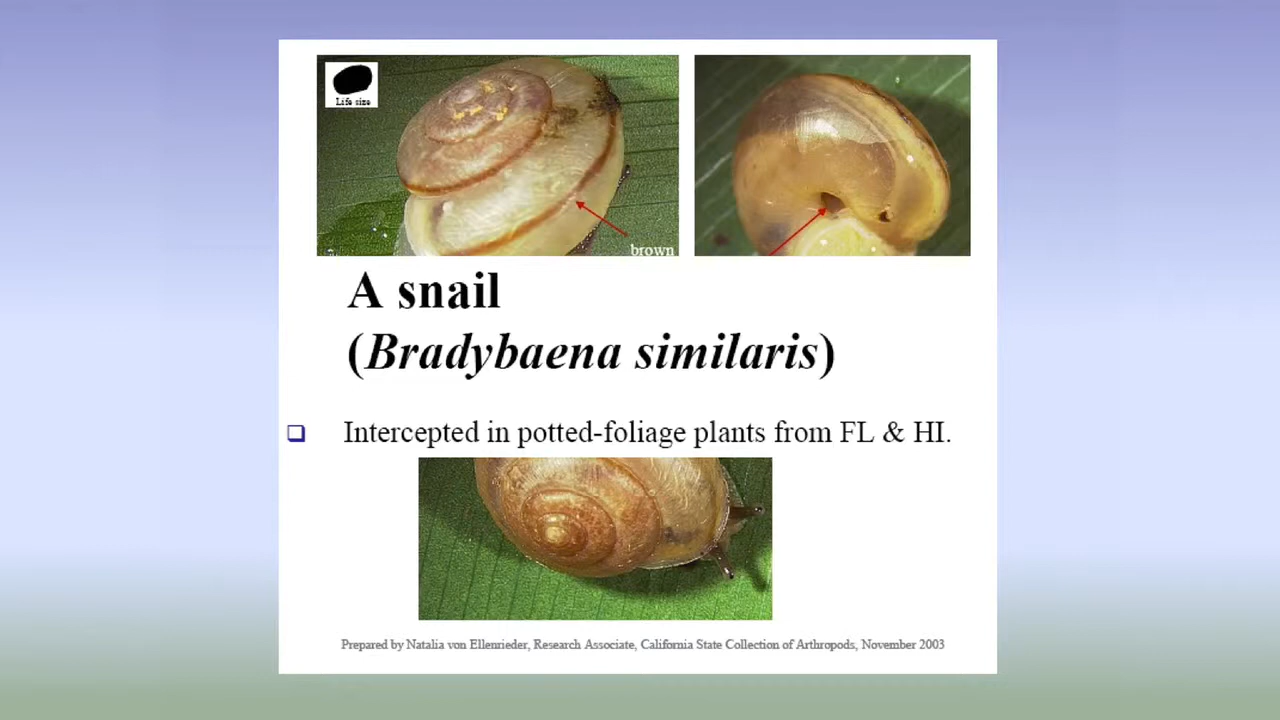 Life size
brown
A snail
(Bradybaena similaris)
Intercepted in potted-foliage plants from FL & HI.
Prepared by Natalia von Ellenrieder, Research Associate, California State Collection of Arthropods, November 2003